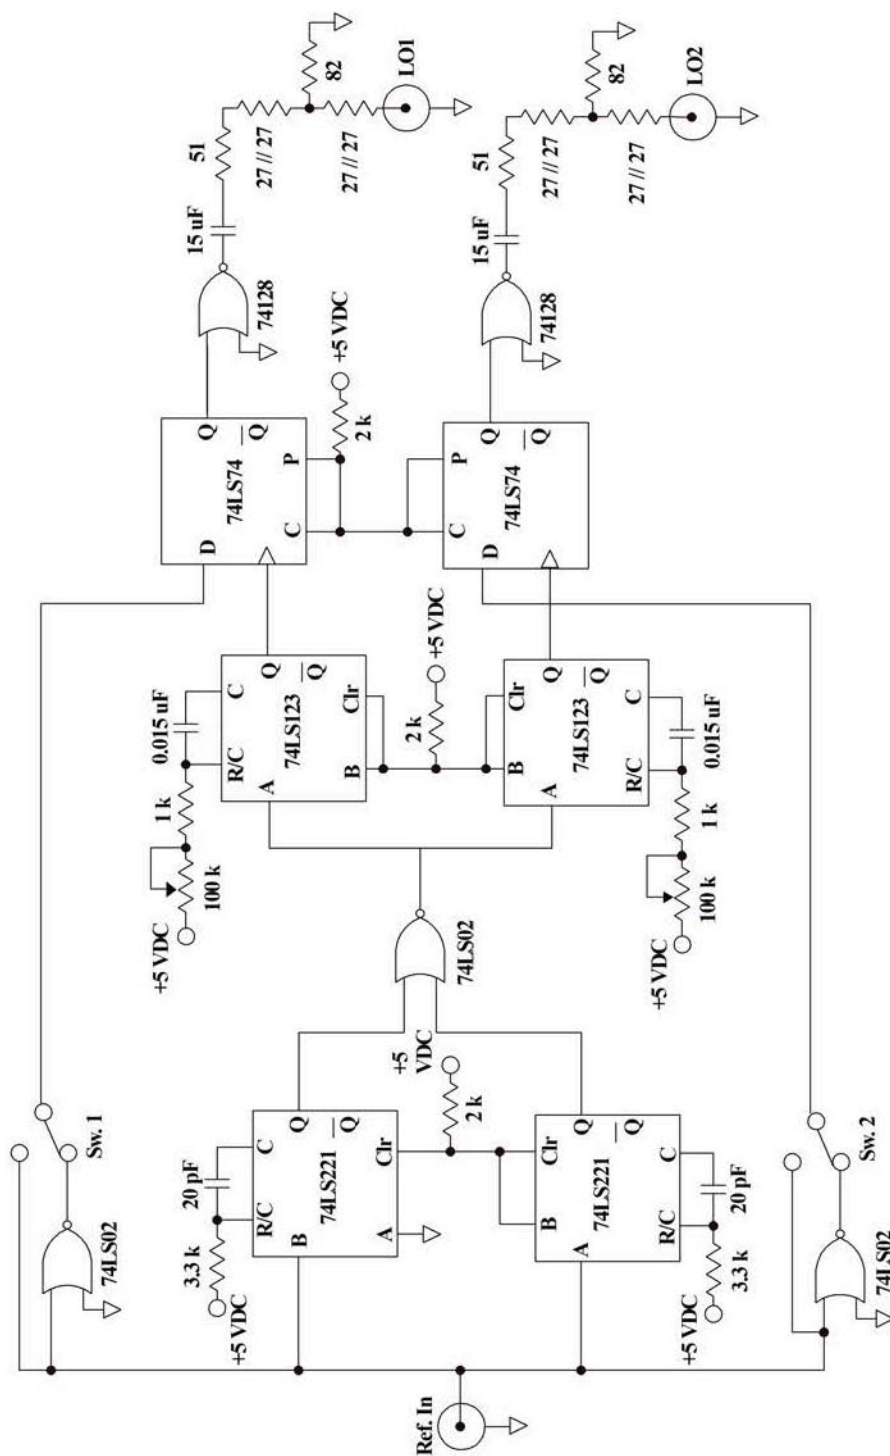 Ref. In
74LS02
Sw. 1
+5 VDC
3.3 k
20 pF
R/C
C
B
74LS221
Q
Q
A
Clr
+5
VDC
2 k
B
Clr
A
74LS221
Q
Q
R/C
C
+5 VDC
3.3 k
20 pF
74LS02
Sw. 2
74LS02
+5 VDC
100 k
1 k
0.015 uF
R/C
C
A
74LS123
Q
Q
B
Clr
2 k
+5 VDC
B
Clr
A
74LS123
Q
Q
R/C
C
+5 VDC
100 k
1 k
0.015 uF
D
74LS74
Q
Q
C
P
2 k
+5 VDC
C
P
D
74LS74
Q
Q
74128
15 uF
51
27 // 27
82
27 // 27
LO1
74128
15 uF
51
27 // 27
82
27 // 27
LO2